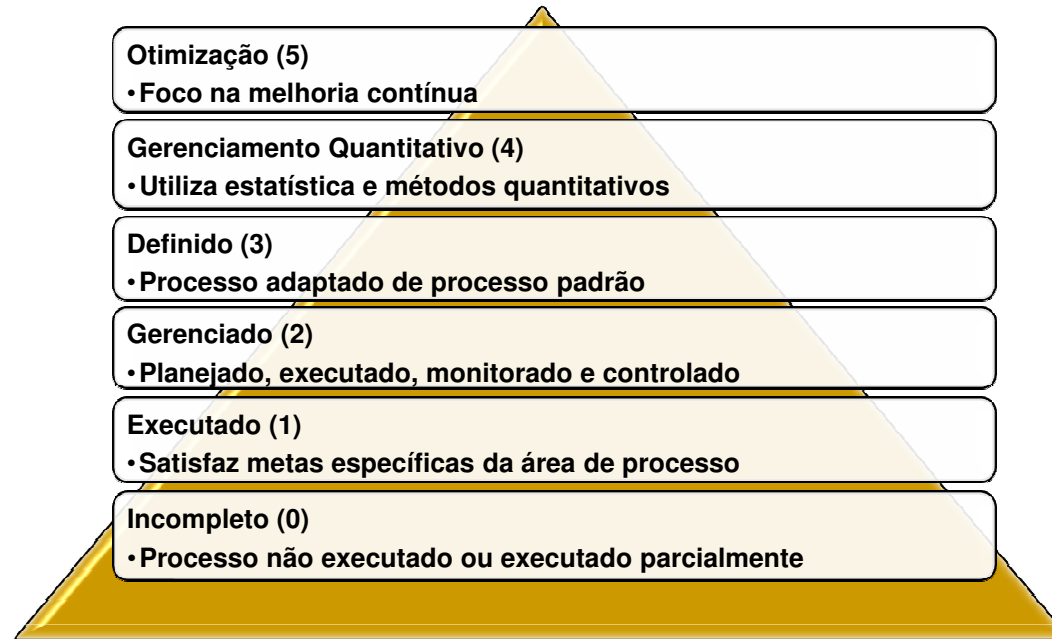 Otimização (5)
•Foco na melhoria contínua
Gerenciamento Quantitativo (4)
•Utiliza estatística e métodos quantitativos
Definido (3)
•Processo adaptado de processo padrão
Gerenciado (2)
•Planejado, executado, monitorado e controlado
Executado (1)
•Satisfaz metas específicas da área de processo
Incompleto (0)
•Processo não executado ou executado parcialmente